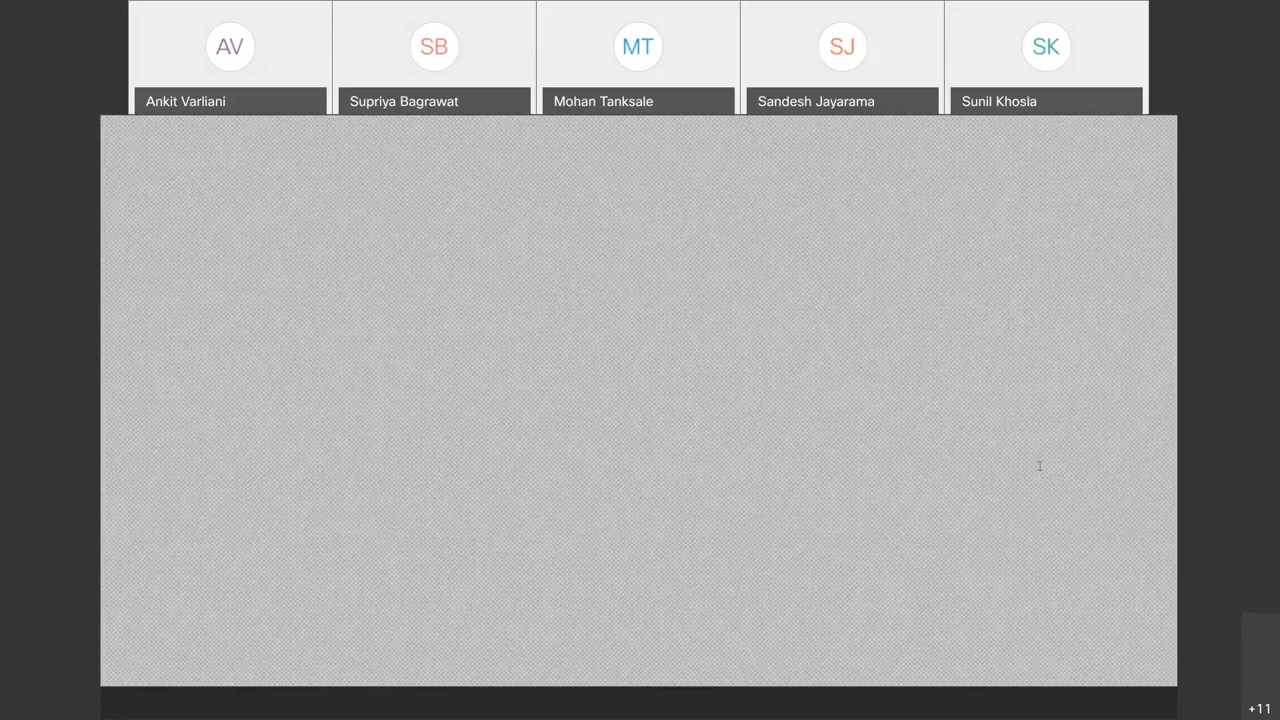 AV SB MT SJ SK
Ankit Varliani Supriya Bagrawat Mohan Tanksale Sandesh Jayarama Sunil Khosla
+11